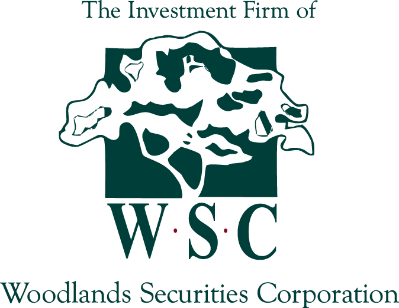 The Investment Firm of
W·S·C
Woodlands Securities Corporation